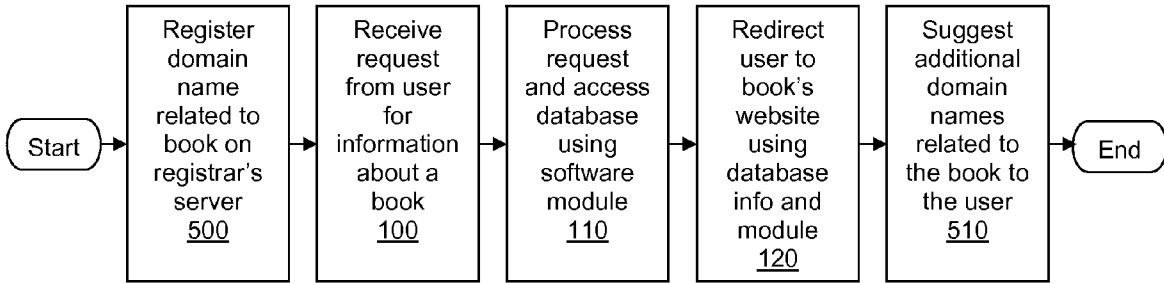 Start
Register
domain
name
related to
book on
registrar's
server
500
Receive
request
from user
for
information
about a
book
100
Process
request
and access
database
using
software
module
110
Redirect
user to
book's
website
using
database
info and
module
120
Suggest
additional
domain
names
related to
the book to
the user
510
End